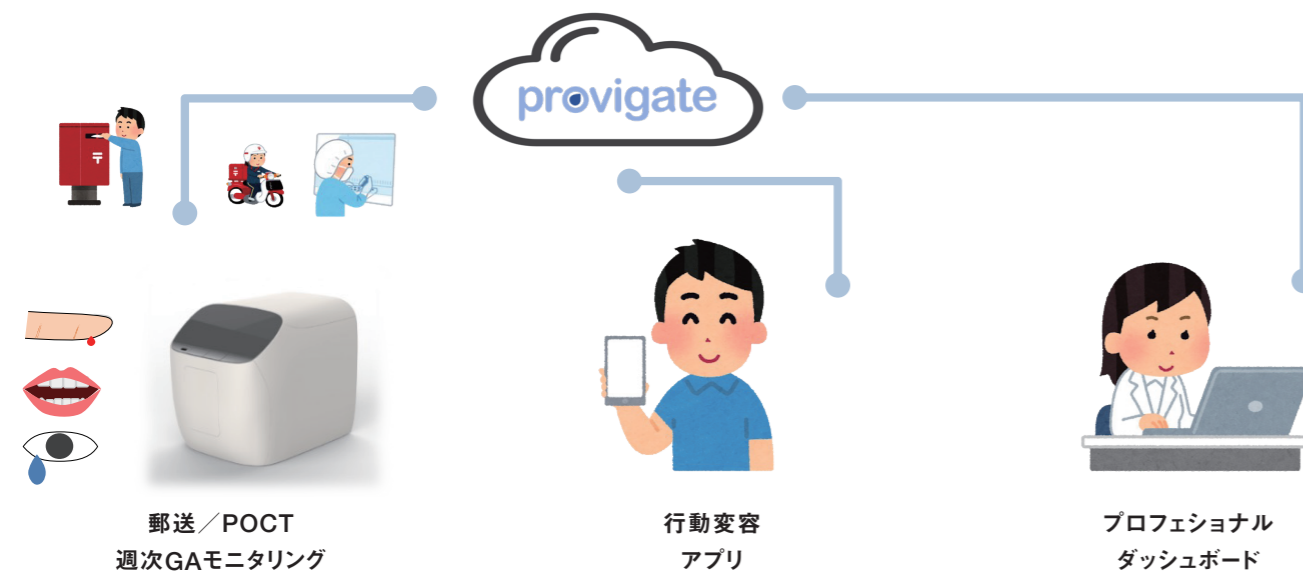 provigate
〒
〒
郵送／POCT
週次GAモニタリング
行動変容
アプリ
プロフェショナル
ダッシュボード